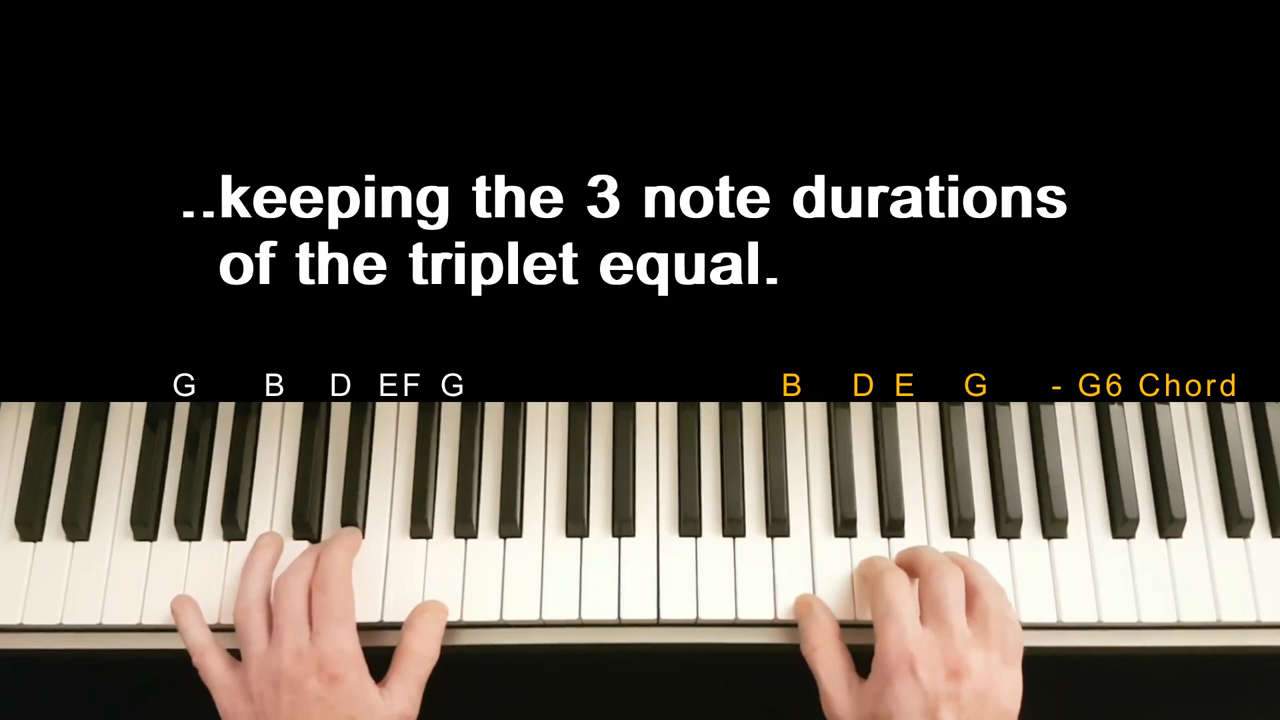 ..keeping the 3 note durations
of the triplet equal.
G B D EF G B D E G - G6 Chord